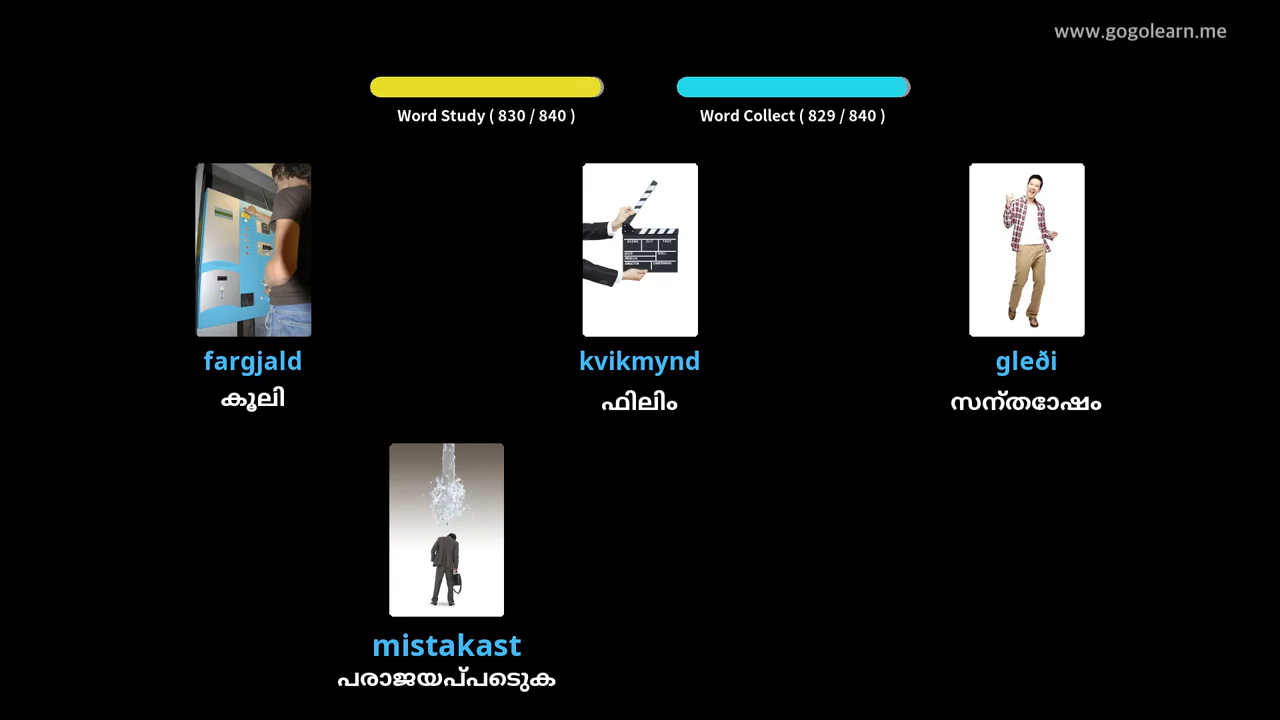 www.gogolearn.me
Word Study ( 830 / 840 )
Word Collect ( 829 / 840 )
fargjald
കൂലി
kvikmynd
ഫിലിം
gleði
സന്തോഷം
mistakast
പരാജയപ്പെടുക